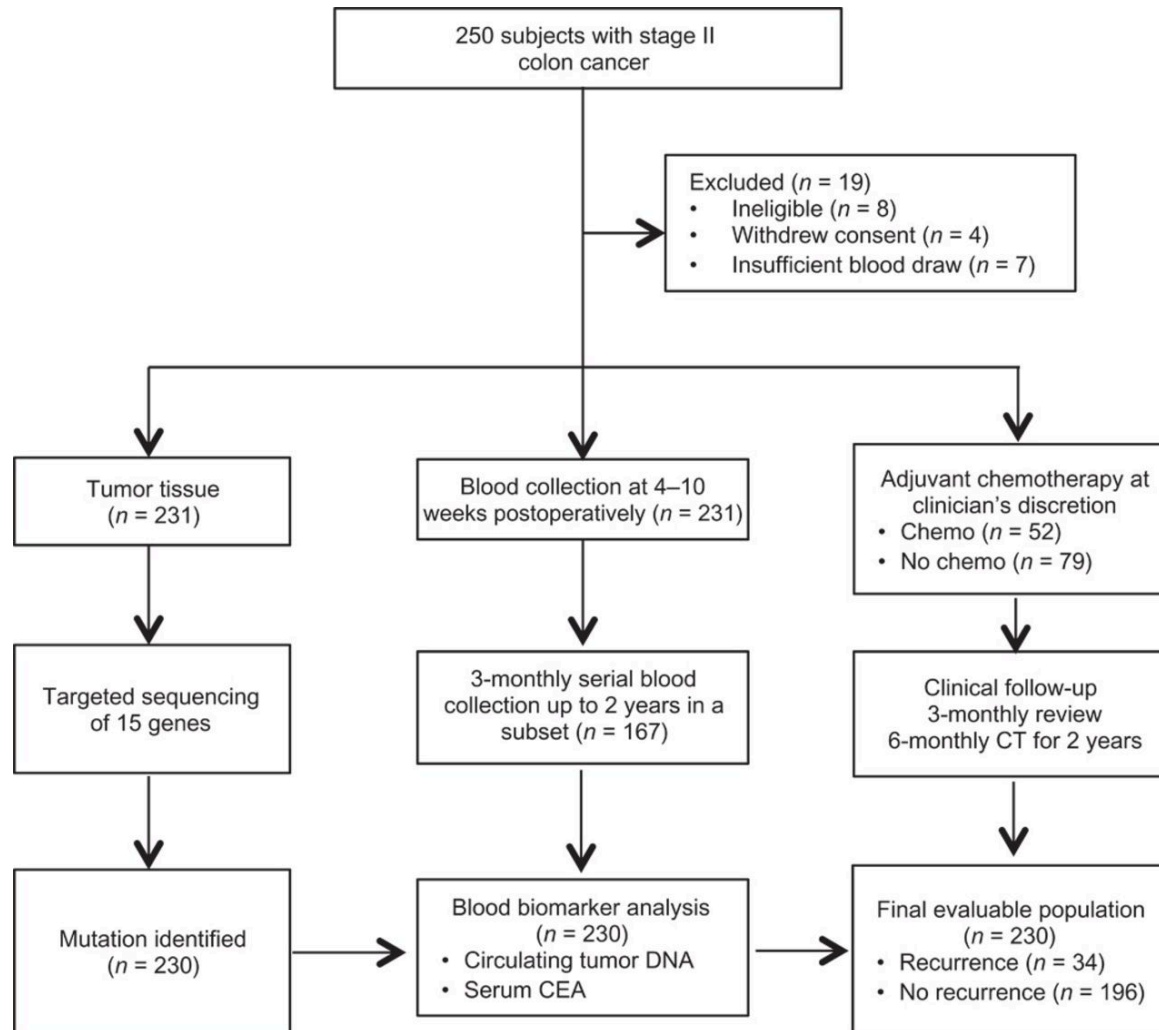 250 subjects with stage II
colon cancer
Excluded (n = 19)
• Ineligible (n = 8)
• Withdrew consent (n = 4)
• Insufficient blood draw (n = 7)
Tumor tissue
(n = 231)
Blood collection at 4–10
weeks postoperatively (n = 231)
Adjuvant chemotherapy at
clinician's discretion
• Chemo (n = 52)
• No chemo (n = 79)
Targeted sequencing
of 15 genes
3-monthly serial blood
collection up to 2 years in a
subset (n = 167)
Clinical follow-up
3-monthly review
6-monthly CT for 2 years
Mutation identified
(n = 230)
Blood biomarker analysis
(n = 230)
• Circulating tumor DNA
• Serum CEA
Final evaluable population
(n = 230)
• Recurrence (n = 34)
• No recurrence (n = 196)